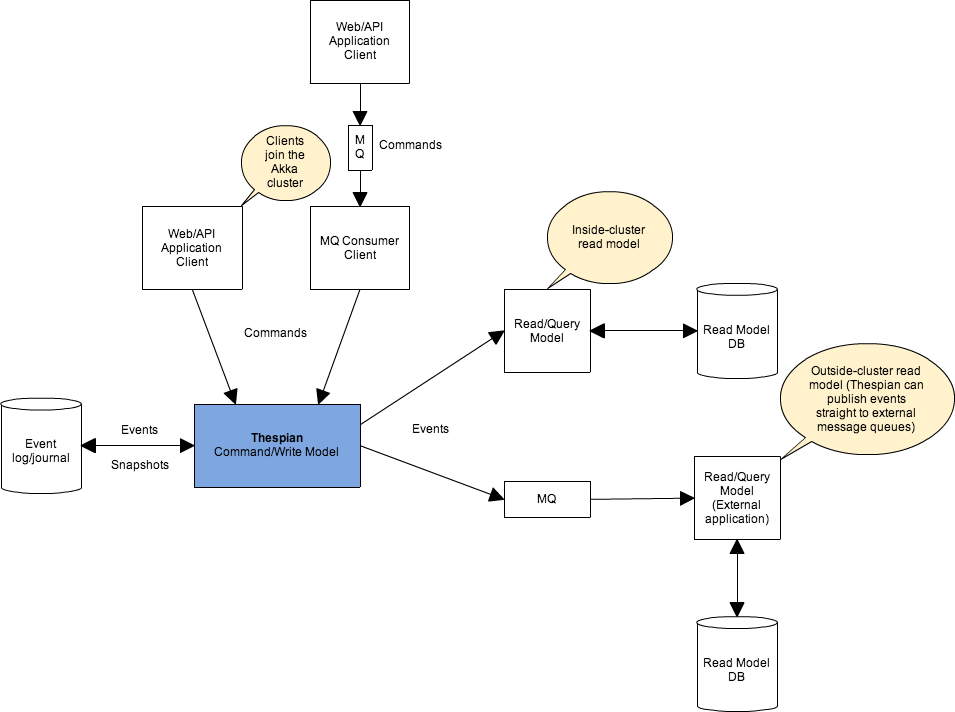 Web/API
Application
Client
M
Q
Commands
Clients
join the
Akka
cluster
Web/API
Application
Client
MQ Consumer
Client
Inside-cluster
read model
Commands
Read/Query
Model
Read Model
DB
Outside-cluster read
model (Thespian can
publish events
straight to external
message queues)
Event
log/journal
Events
Snapshots
Thespian
Command/Write Model
Events
MQ
Read/Query
Model
(External
application)
Read Model
DB